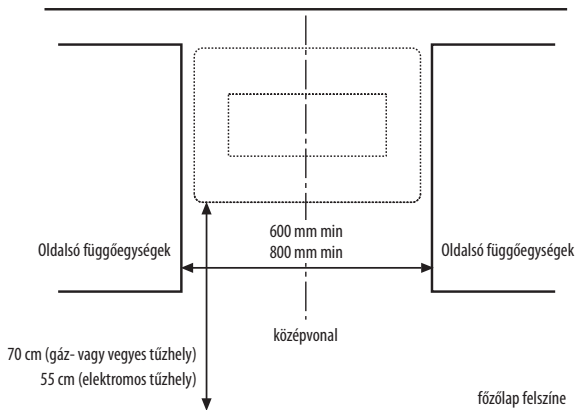 600 mm min
800 mm min
Oldalsó függőegységek
Oldalsó függőegységek
középvonal
70 cm (gáz- vagy vegyes tűzhely)
55 cm (elektromos tűzhely)
főzőlap felszíne